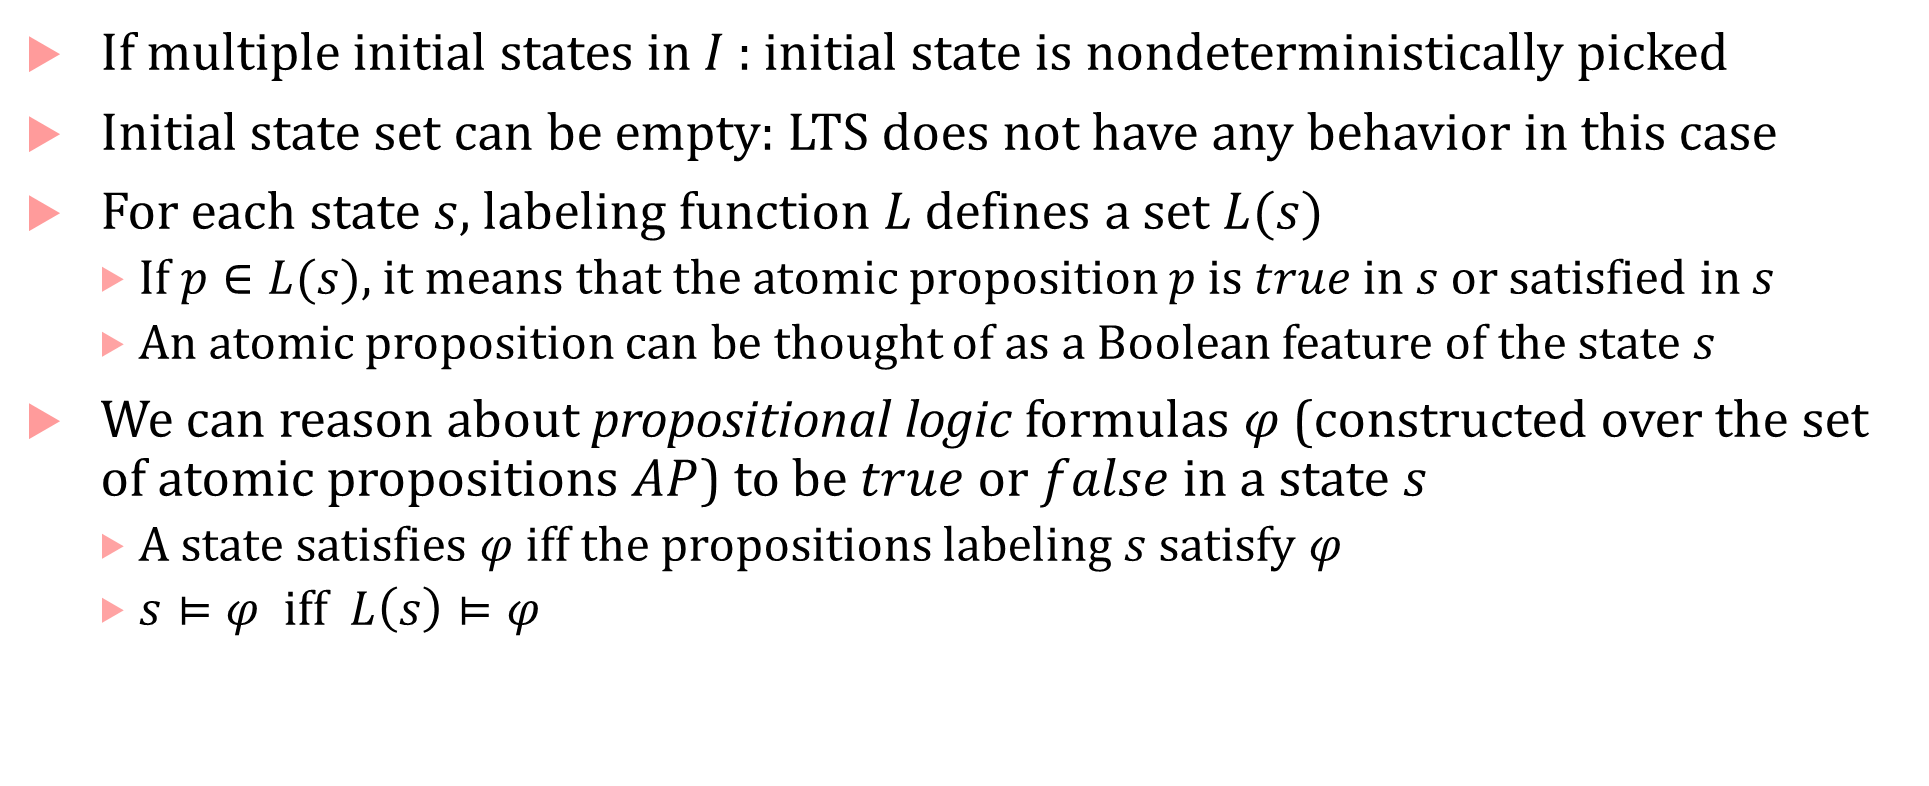 If multiple initial states in I : initial state is nondeterministically picked
Initial state set can be empty: LTS does not have any behavior in this case
For each state s, labeling function L defines a set L(s)
If p ∈ L(s), it means that the atomic proposition p is true in s or satisfied in s
An atomic proposition can be thought of as a Boolean feature of the state s
We can reason about propositional logic formulas φ (constructed over the set
of atomic propositions AP) to be true or false in a state s
A state satisfies φ iff the propositions labeling s satisfy φ
s ⊨ φ iff L(s) ⊨ φ